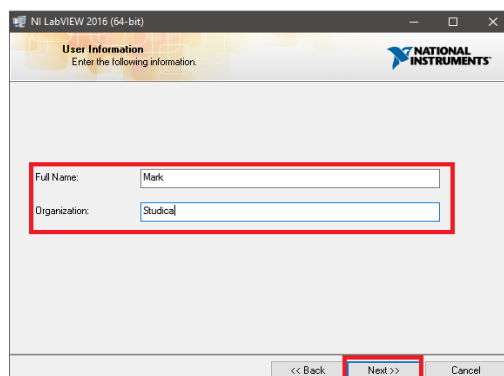 NI LabVIEW 2016 (64-bit)
User Information
Enter the following information.
NATIONAL
INSTRUMENTS
Full Name: Mark
Organization: Studica
<< Back Next >> Cancel